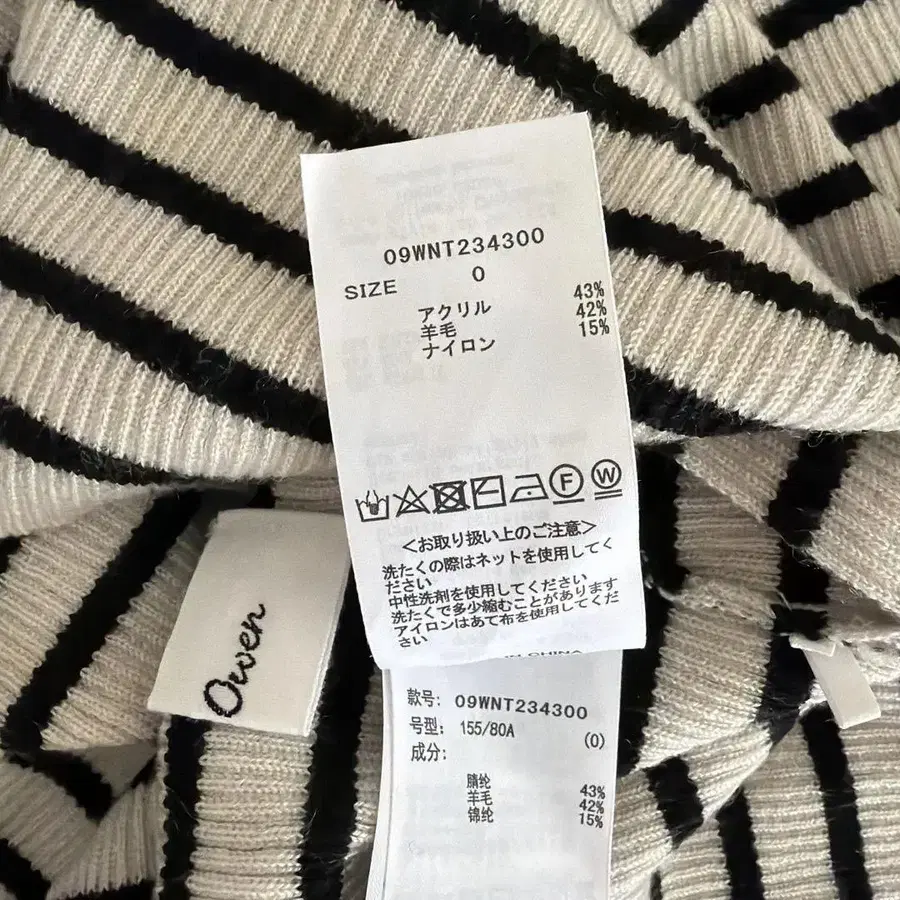 09WNT234300
SIZE 0
アクリル 43%
羊毛 42%
ナイロン 15%
F W
<お取り扱い上のご注意>
洗たくの際はネットを使用してく
ださい
中性洗剤を使用してください
洗たくで多少縮むことがあります
アイロンはあて布を使用してくだ
さい
CHINA
Owen
款号: 09WNT234300
号型: 155/80A (0)
成分:
腈纶 43%
羊毛 42%
锦纶 15%